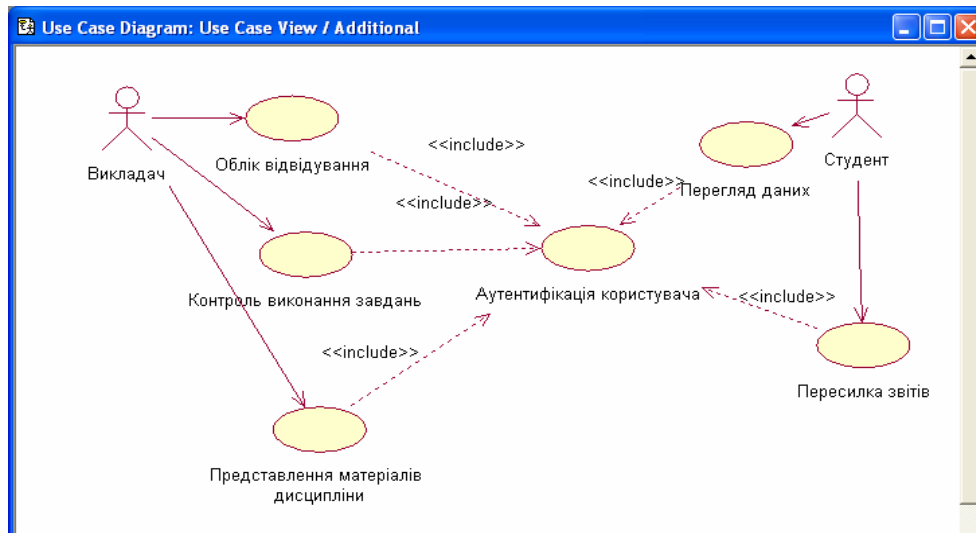 Use Case Diagram: Use Case View / Additional
Викладач
Облік відвідування
<<include>>
Студент
Перегляд даних
<<include>>
<<include>>
Контроль виконання завдань
Аутентифікація користувача
<<include>>
<<include>>
Пересилка звітів
Представлення матеріалів
дисципліни